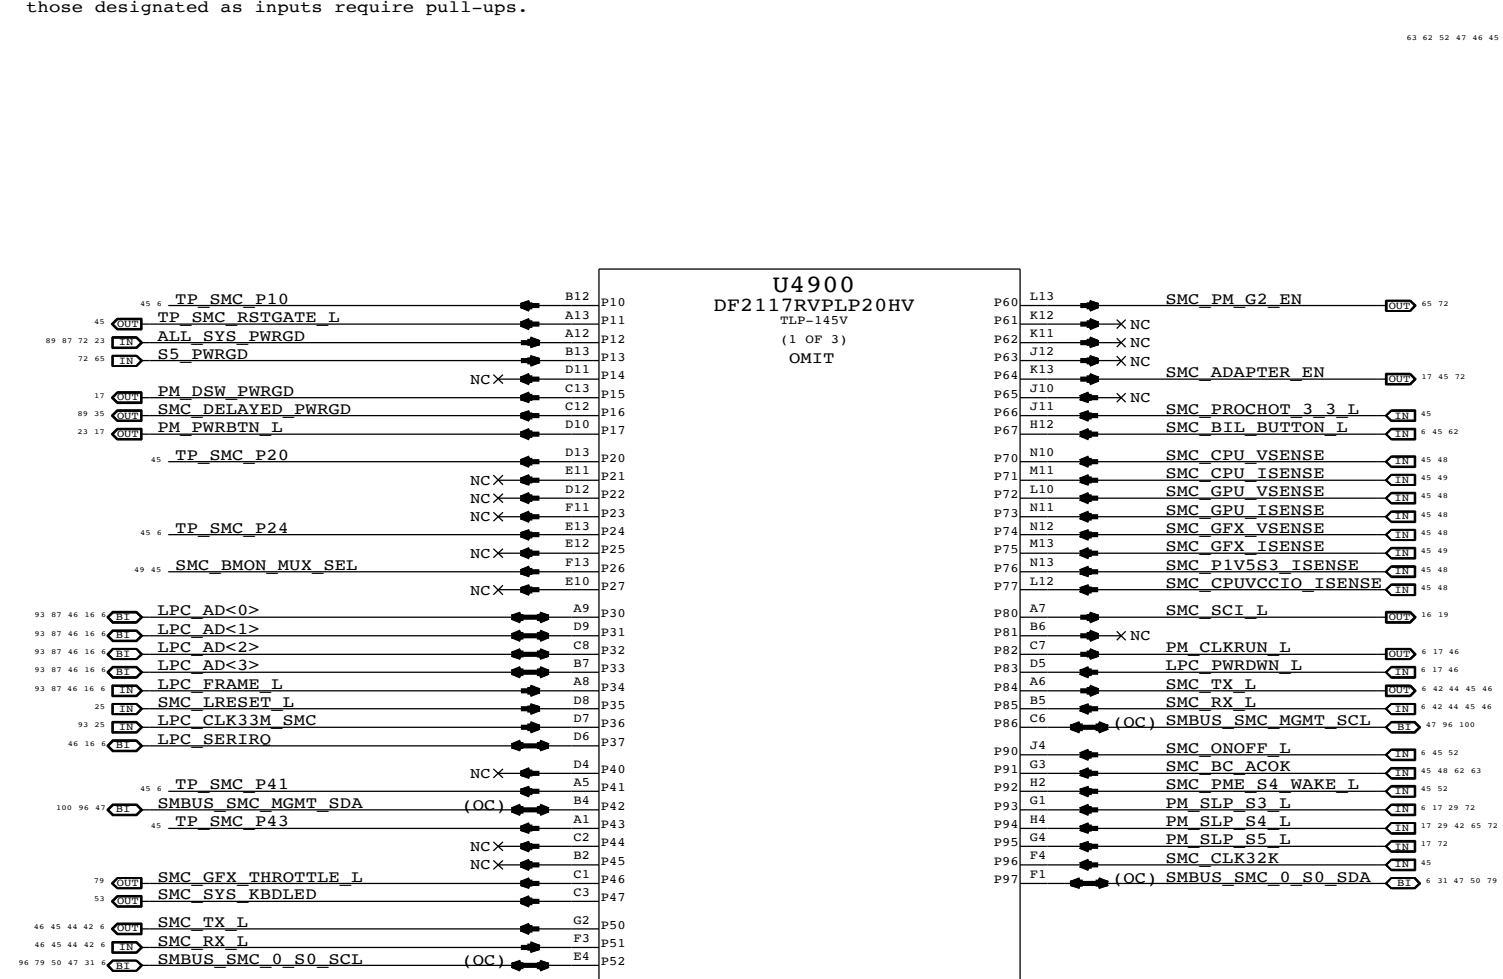 those designated as inputs require pull-ups.
63 62 52 47 46 45
U4900
DF2117RVPLP20HV
TLP-145V
(1 OF 3)
OMIT
45 6 TP_SMC_P10 B12 P10
45 OUT TP_SMC_RSTGATE_L A13 P11
89 87 72 23 IN ALL_SYS_PWRGD A12 P12
72 65 IN S5_PWRGD B13 P13
NC D11 P14
17 OUT PM_DSW_PWRGD C13 P15
89 35 OUT SMC_DELAYED_PWRGD C12 P16
23 17 OUT PM_PWRBTN_L D10 P17
45 TP_SMC_P20 D13 P20
NC E11 P21
NC D12 P22
NC F11 P23
45 6 TP_SMC_P24 E13 P24
NC E12 P25
49 45 SMC_BMON_MUX_SEL F13 P26
NC E10 P27
93 87 46 16 6 BI LPC_AD<0> A9 P30
93 87 46 16 6 BI LPC_AD<1> D9 P31
93 87 46 16 6 BI LPC_AD<2> C8 P32
93 87 46 16 6 BI LPC_AD<3> B7 P33
93 87 46 16 6 IN LPC_FRAME_L A8 P34
25 IN SMC_LRESET_L D8 P35
93 25 IN LPC_CLK33M_SMC D7 P36
46 16 6 BI LPC_SERIRQ D6 P37
NC D4 P40
45 6 TP_SMC_P41 A5 P41
100 96 47 BI SMBUS_SMC_MGMT_SDA (OC) B4 P42
45 TP_SMC_P43 A1 P43
NC C2 P44
NC B2 P45
79 OUT SMC_GFX_THROTTLE_L C1 P46
53 OUT SMC_SYS_KBDLED C3 P47
46 45 44 42 6 OUT SMC_TX_L G2 P50
46 45 44 42 6 IN SMC_RX_L F3 P51
96 79 50 47 31 6 BI SMBUS_SMC_0_S0_SCL (OC) E4 P52
P60 L13 SMC_PM_G2_EN OUT 65 72
P61 K12 NC
P62 K11 NC
P63 J12 NC
P64 K13 SMC_ADAPTER_EN OUT 17 45 72
P65 J10 NC
P66 J11 SMC_PROCHOT_3_3_L IN 45
P67 H12 SMC_BIL_BUTTON_L IN 6 45 62
P70 N10 SMC_CPU_VSENSE IN 45 48
P71 M11 SMC_CPU_ISENSE IN 45 49
P72 L10 SMC_GPU_VSENSE IN 45 48
P73 N11 SMC_GPU_ISENSE IN 45 48
P74 N12 SMC_GFX_VSENSE IN 45 48
P75 M13 SMC_GFX_ISENSE IN 45 49
P76 N13 SMC_P1V5S3_ISENSE IN 45 48
P77 L12 SMC_CPUVCCIO_ISENSE IN 45 48
P80 A7 SMC_SCI_L OUT 16 19
P81 B6 NC
P82 C7 PM_CLKRUN_L OUT 6 17 46
P83 D5 LPC_PWRDWN_L IN 6 17 46
P84 A6 SMC_TX_L OUT 6 42 44 45 46
P85 B5 SMC_RX_L IN 6 42 44 45 46
P86 C6 (OC) SMBUS_SMC_MGMT_SCL BI 47 96 100
P90 J4 SMC_ONOFF_L IN 6 45 52
P91 G3 SMC_BC_ACOK IN 45 48 62 63
P92 H2 SMC_PME_S4_WAKE_L IN 45 52
P93 G1 PM_SLP_S3_L IN 6 17 29 72
P94 H4 PM_SLP_S4_L IN 17 29 42 65 72
P95 G4 PM_SLP_S5_L IN 17 72
P96 F4 SMC_CLK32K IN 45
P97 F1 (OC) SMBUS_SMC_0_S0_SDA BI 6 31 47 50 79